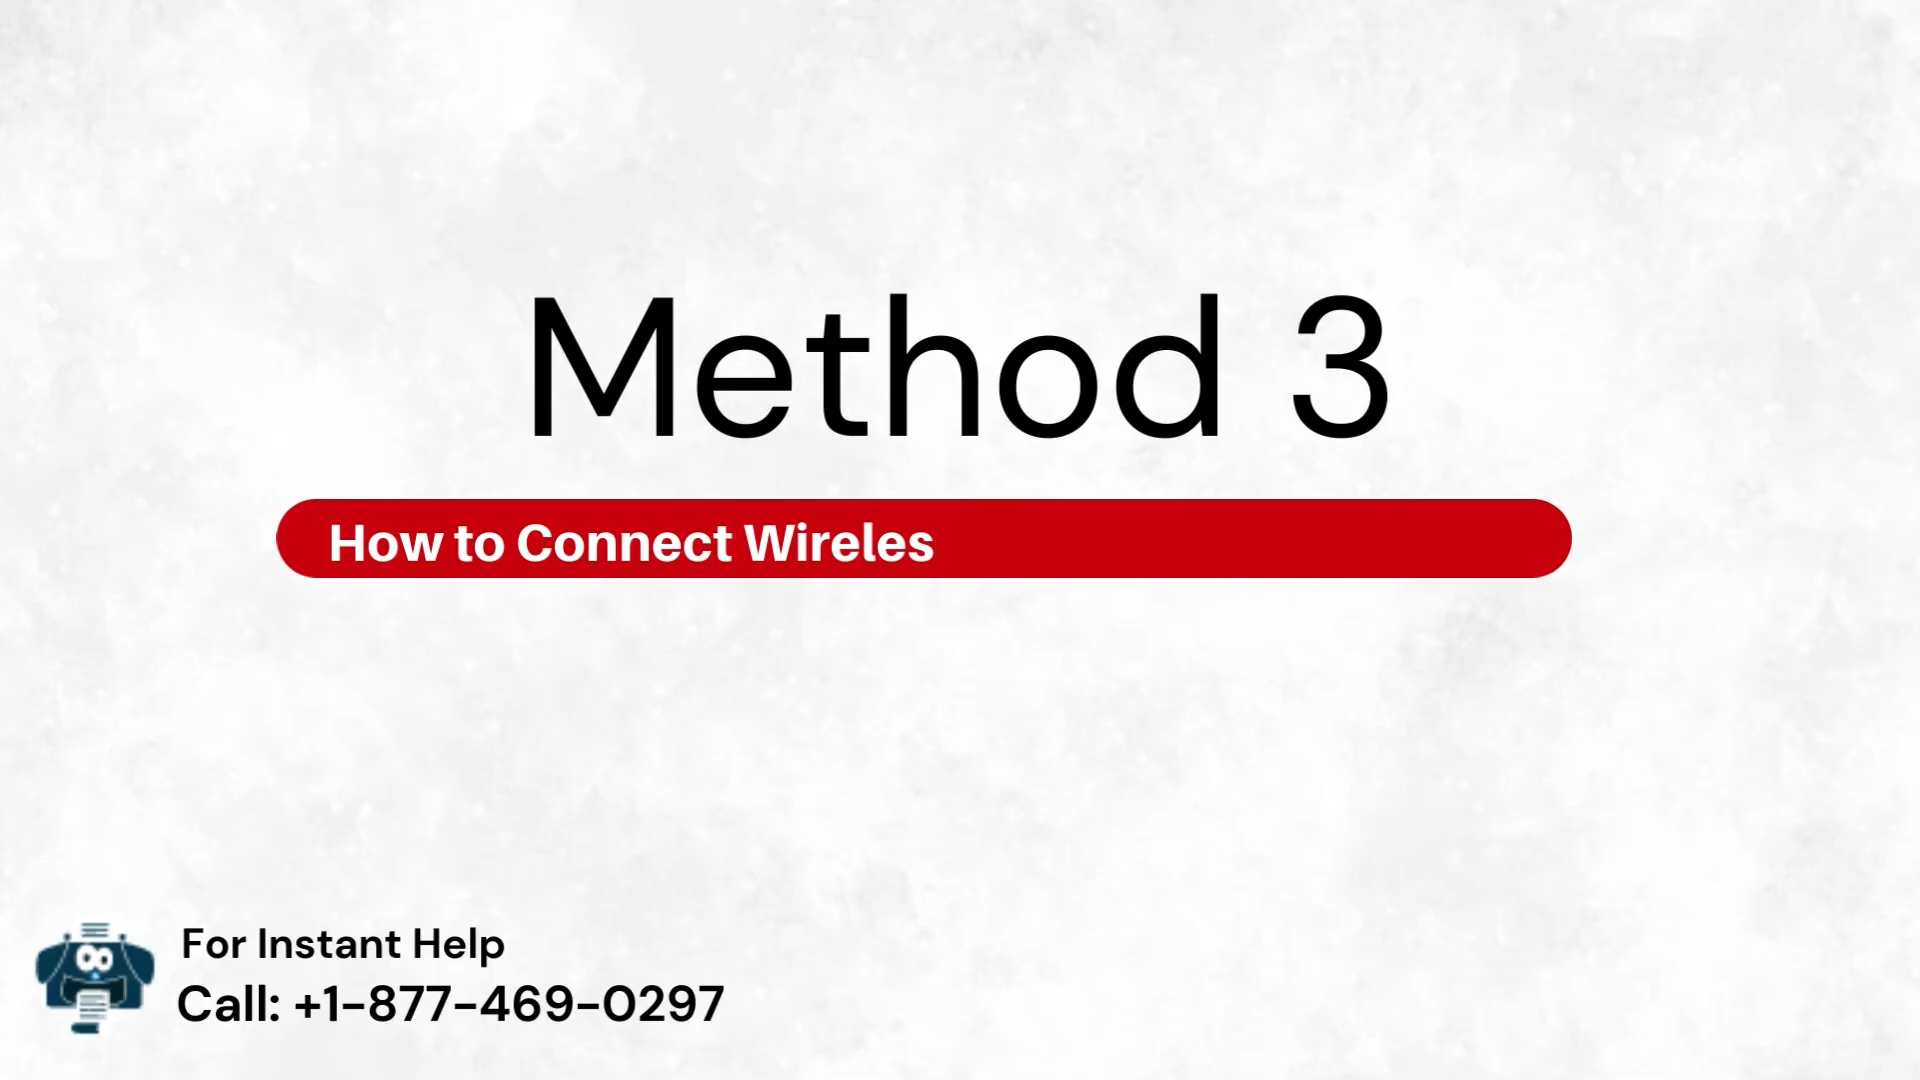 Method 3
How to Connect Wireles
For Instant Help
Call: +1-877-469-0297